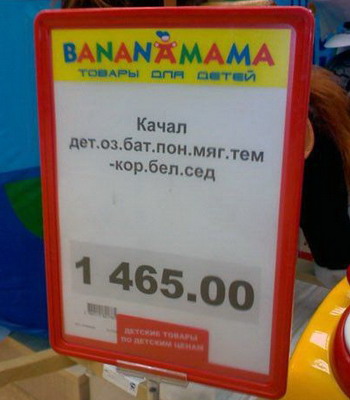 BANANAMAMA
ТОВАРЫ ДЛЯ ДЕТЕЙ
Качал
дет.оз.бат.пон.мяг.тем
-кор.бел.сед
1 465.00
ДЕТСКИЕ ТОВАРЫ
ПО ДЕТСКИМ ЦЕНАМ